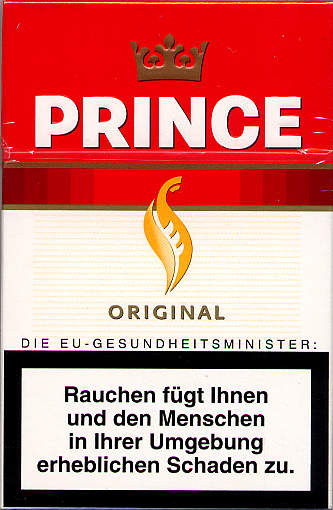 PRINCE
ORIGINAL
DIE EU-GESUNDHEITSMINISTER:
Rauchen fügt Ihnen
und den Menschen
in Ihrer Umgebung
erheblichen Schaden zu.